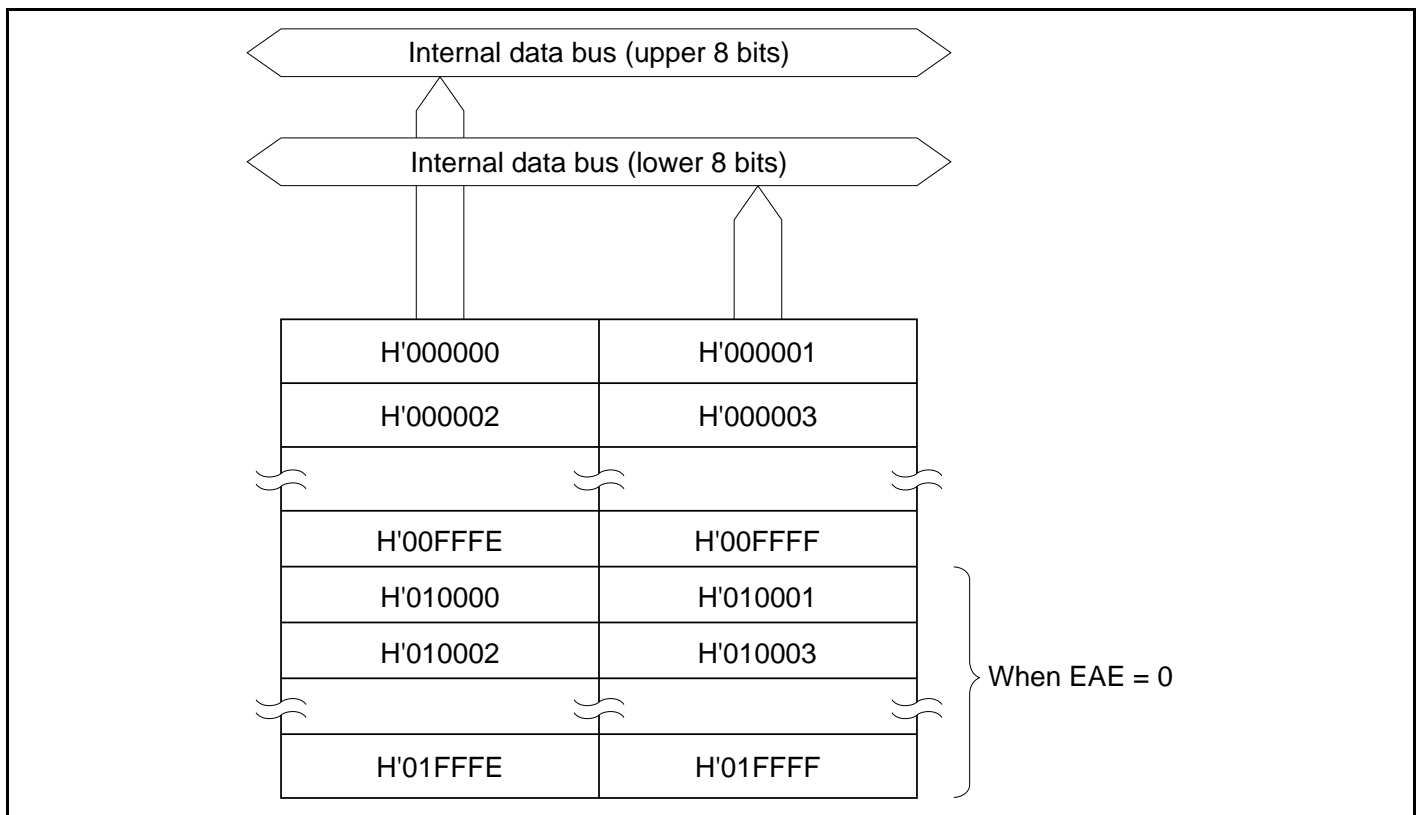 Internal data bus (upper 8 bits)
Internal data bus (lower 8 bits)
H'000000 H'000001
H'000002 H'000003
H'00FFFE H'00FFFF
H'010000 H'010001
H'010002 H'010003
When EAE = 0
H'01FFFE H'01FFFF